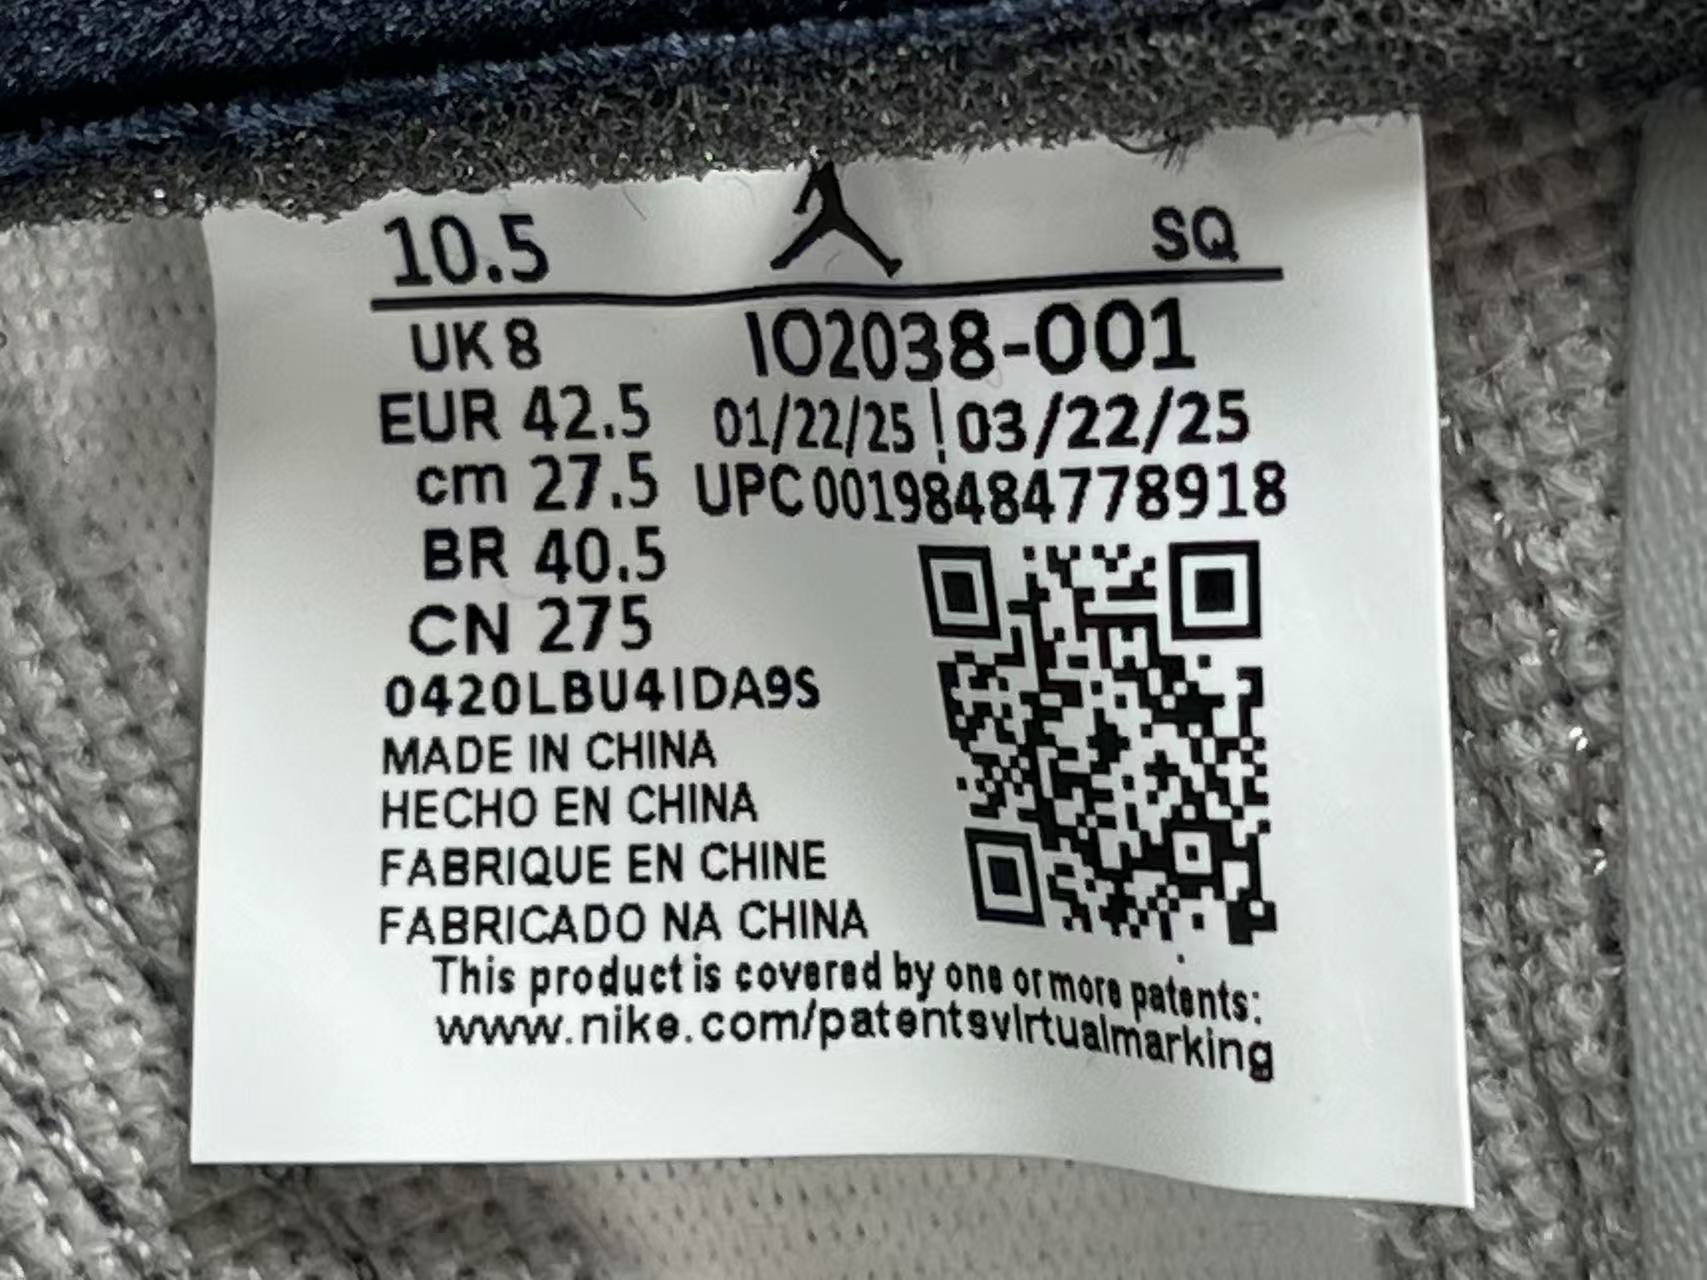 10.5 SQ
UK 8 IO2038-001
EUR 42.5 01/22/25 | 03/22/25
cm 27.5 UPC 00198484778918
BR 40.5
CN 275
0420LBU4IDA9S
MADE IN CHINA
HECHO EN CHINA
FABRIQUE EN CHINE
FABRICADO NA CHINA
This product is covered by one or more patents:
www.nike.com/patentsvirtualmarking